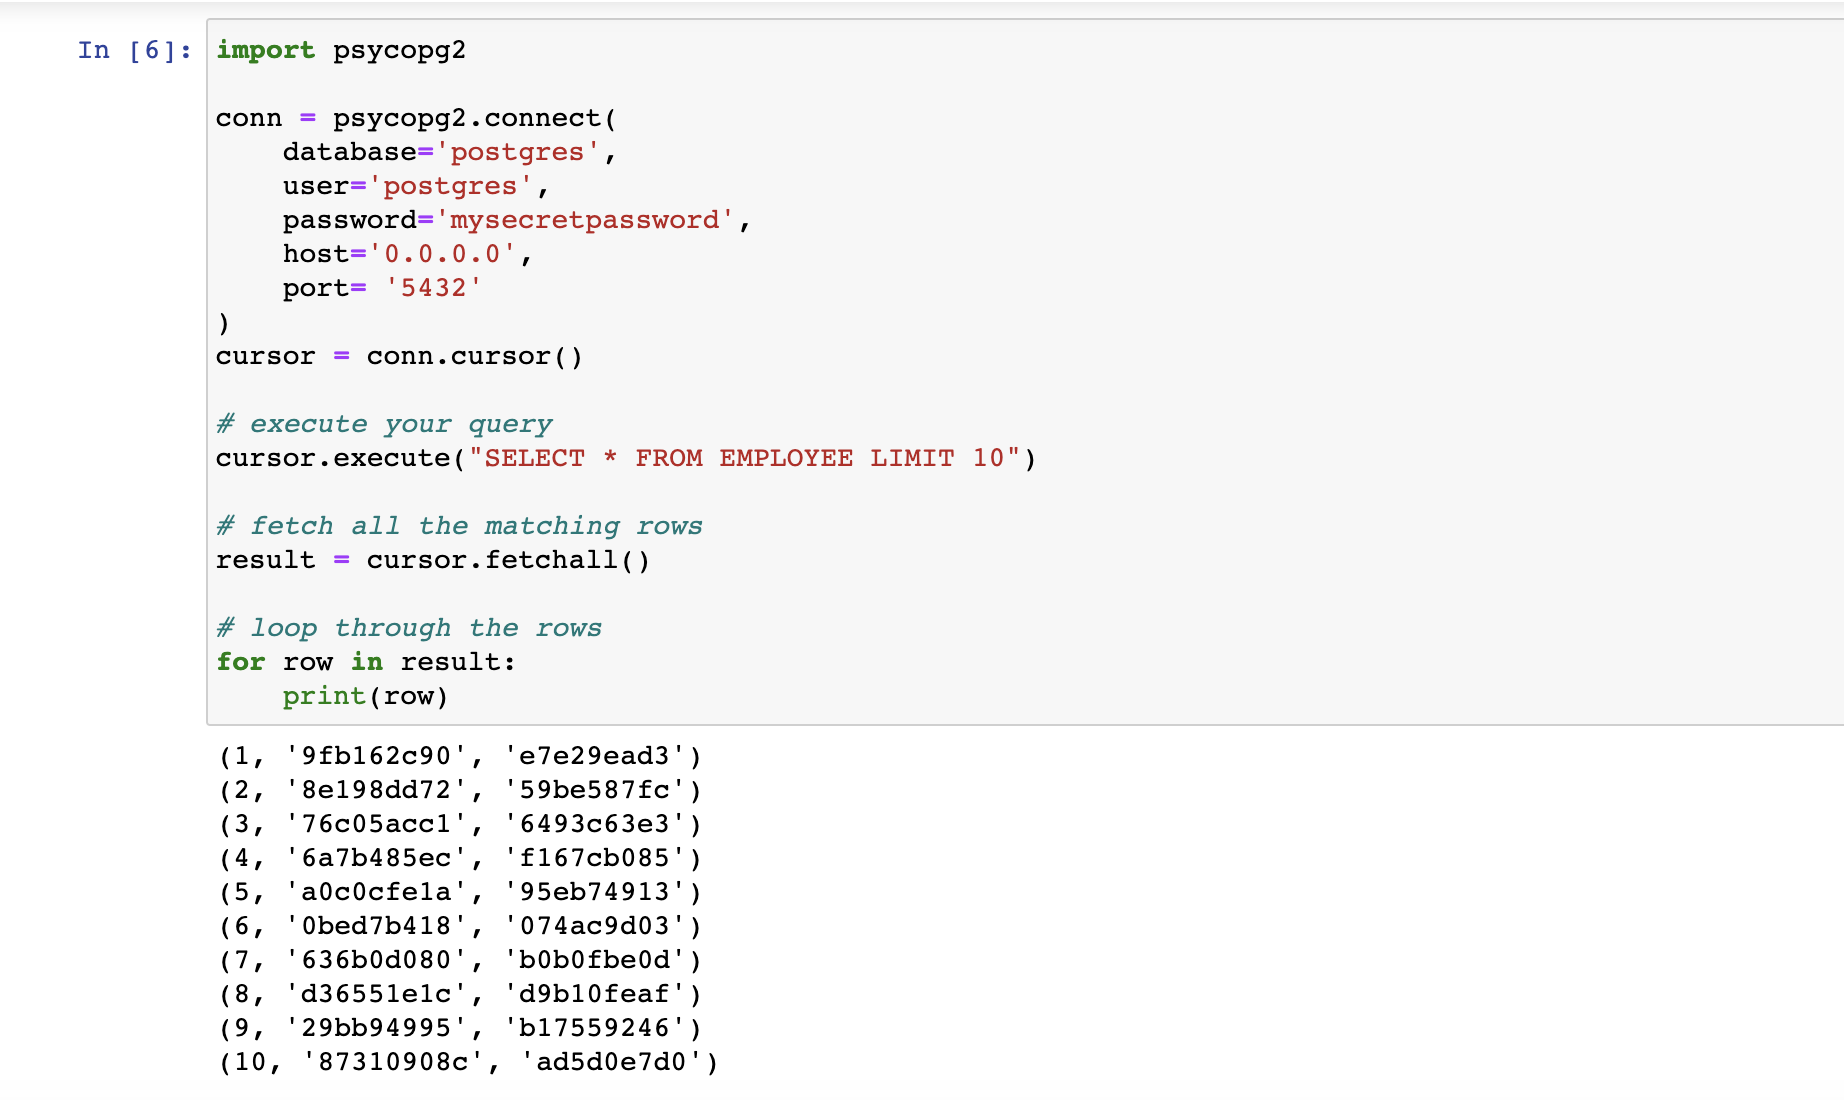 In [6]: import psycopg2
conn = psycopg2.connect(
    database='postgres',
    user='postgres',
    password='mysecretpassword',
    host='0.0.0.0',
    port= '5432'
)
cursor = conn.cursor()
# execute your query
cursor.execute("SELECT * FROM EMPLOYEE LIMIT 10")
# fetch all the matching rows
result = cursor.fetchall()
# loop through the rows
for row in result:
    print(row)
(1, '9fb162c90', 'e7e29ead3')
(2, '8e198dd72', '59be587fc')
(3, '76c05acc1', '6493c63e3')
(4, '6a7b485ec', 'f167cb085')
(5, 'a0c0cfe1a', '95eb74913')
(6, '0bed7b418', '074ac9d03')
(7, '636b0d080', 'b0b0fbe0d')
(8, 'd36551e1c', 'd9b10feaf')
(9, '29bb94995', 'b17559246')
(10, '87310908c', 'ad5d0e7d0')